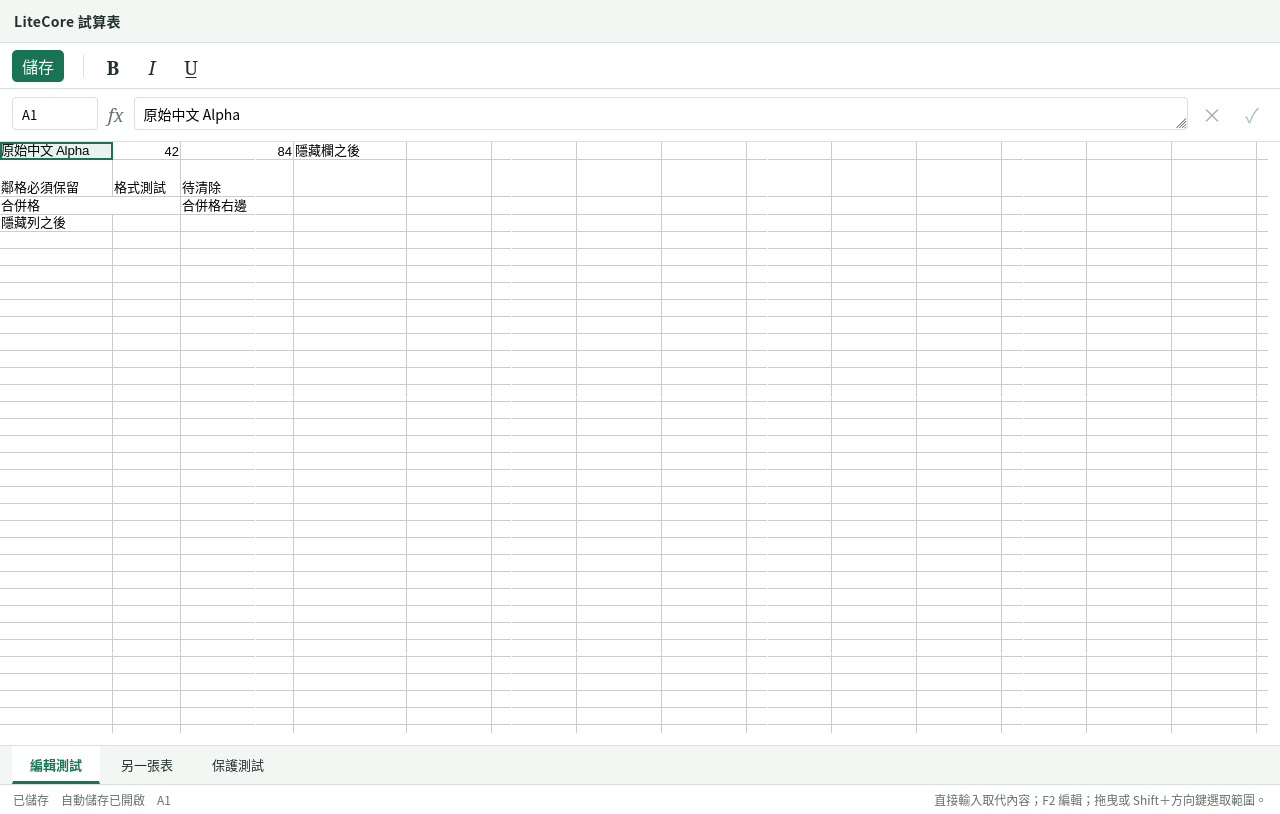 LiteCore 試算表
儲存 B I U
A1 fx 原始中文 Alpha
原始中文 Alpha 42 84 隱藏欄之後
鄰格必須保留 格式測試 待清除
合併格 合併格右邊
隱藏列之後
編輯測試 另一張表 保護測試
已儲存 自動儲存已開啟 A1 直接輸入取代內容；F2 編輯；拖曳或 Shift＋方向鍵選取範圍。